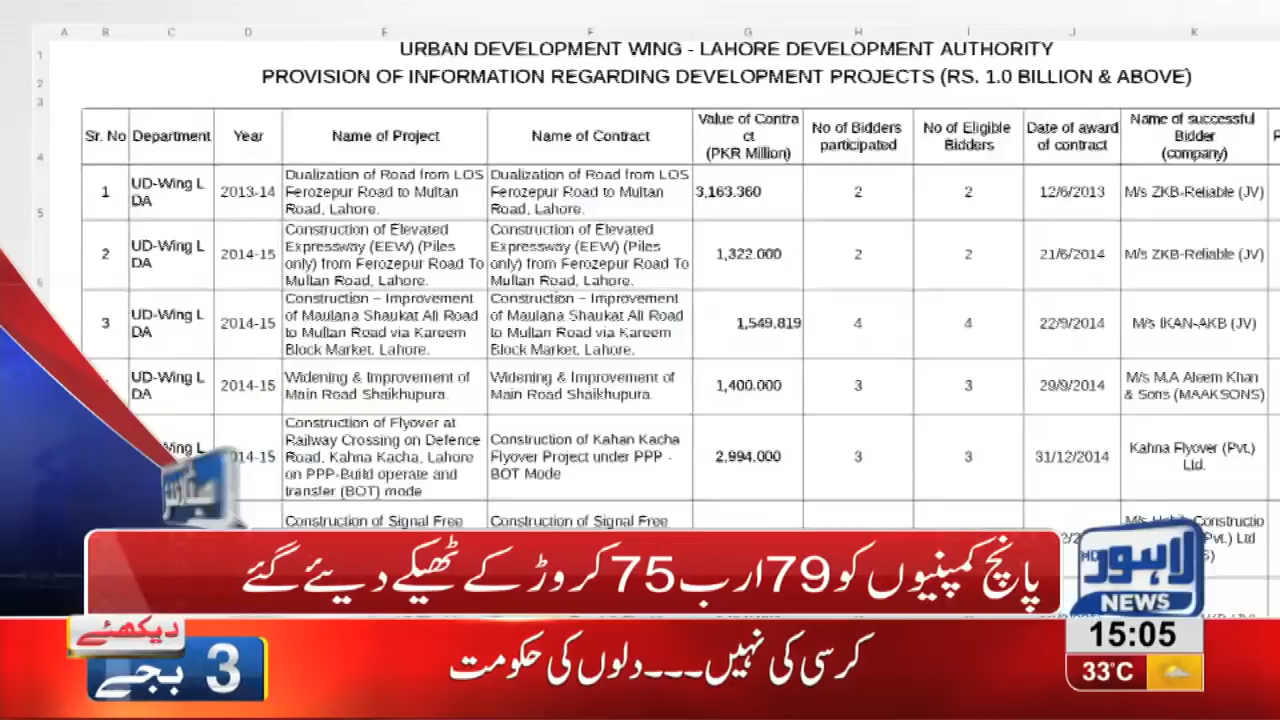 A B C D E F G H I J K
URBAN DEVELOPMENT WING - LAHORE DEVELOPMENT AUTHORITY
PROVISION OF INFORMATION REGARDING DEVELOPMENT PROJECTS (RS. 1.0 BILLION & ABOVE)
Sr. No Department Year Name of Project Name of Contract Value of Contra ct (PKR Million) No of Bidders participated No of Eligible Bidders Date of award of contract Name of successful Bidder (company)
1 UD-Wing L DA 2013-14 Dualization of Road from LOS Ferozepur Road to Multan Road, Lahore. Dualization of Road from LOS Ferozepur Road to Multan Road, Lahore. 3,163.360 2 2 12/6/2013 M/s ZKB-Reliable (JV)
2 UD-Wing L DA 2014-15 Construction of Elevated Expressway (EEW) (Piles only) from Ferozepur Road To Multan Road, Lahore. Construction of Elevated Expressway (EEW) (Piles only) from Ferozepur Road To Multan Road, Lahore. 1,322.000 2 2 21/6/2014 M/s ZKB-Reliable (JV)
3 UD-Wing L DA 2014-15 Construction – Improvement of Maulana Shaukat Ali Road to Multan Road via Kareem Block Market, Lahore. Construction – Improvement of Maulana Shaukat Ali Road to Multan Road via Kareem Block Market, Lahore. 1,549.819 4 4 22/9/2014 M/s IKAN-AKB (JV)
UD-Wing L DA 2014-15 Widening & Improvement of Main Road Shaikhupura. Widening & Improvement of Main Road Shaikhupura. 1,400.000 3 3 29/9/2014 M/s M,A Aleem Khan & Sons (MAAKSONS)
Wing L 014-15 Construction of Flyover at Railway Crossing on Defence Road, Kahna Kacha, Lahore on PPP-Build operate and transfer (BOT) mode Construction of Kahan Kacha Flyover Project under PPP - BOT Mode 2,994.000 3 3 31/12/2014 Kahna Flyover (Pvt.) Ltd.
Construction of Signal Free Construction of Signal Free
پانچ کمپنیوں کو 79 ارب 75 کروڑ کے ٹھیکے دیئے گئے
لاہور
NEWS
دیکھئے
3 بجے
کرسی کی نہیں۔۔۔دلوں کی حکومت
15:05
33°C